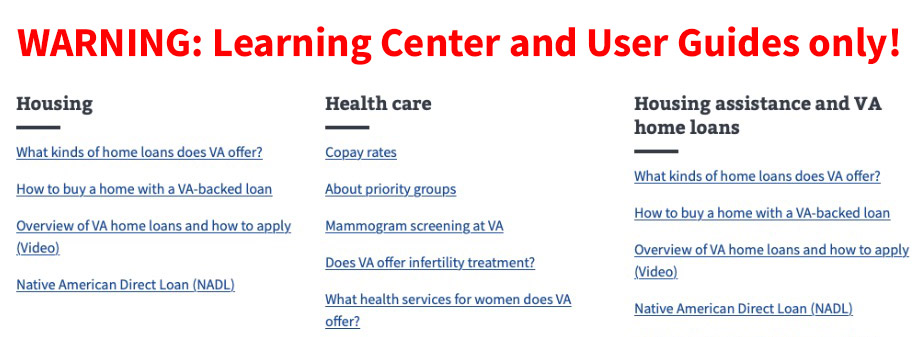 WARNING: Learning Center and User Guides only!
Housing
What kinds of home loans does VA offer?
How to buy a home with a VA-backed loan
Overview of VA home loans and how to apply
(Video)
Native American Direct Loan (NADL)
Health care
Copay rates
About priority groups
Mammogram screening at VA
Does VA offer infertility treatment?
What health services for women does VA
offer?
Housing assistance and VA
home loans
What kinds of home loans does VA offer?
How to buy a home with a VA-backed loan
Overview of VA home loans and how to apply
(Video)
Native American Direct Loan (NADL)